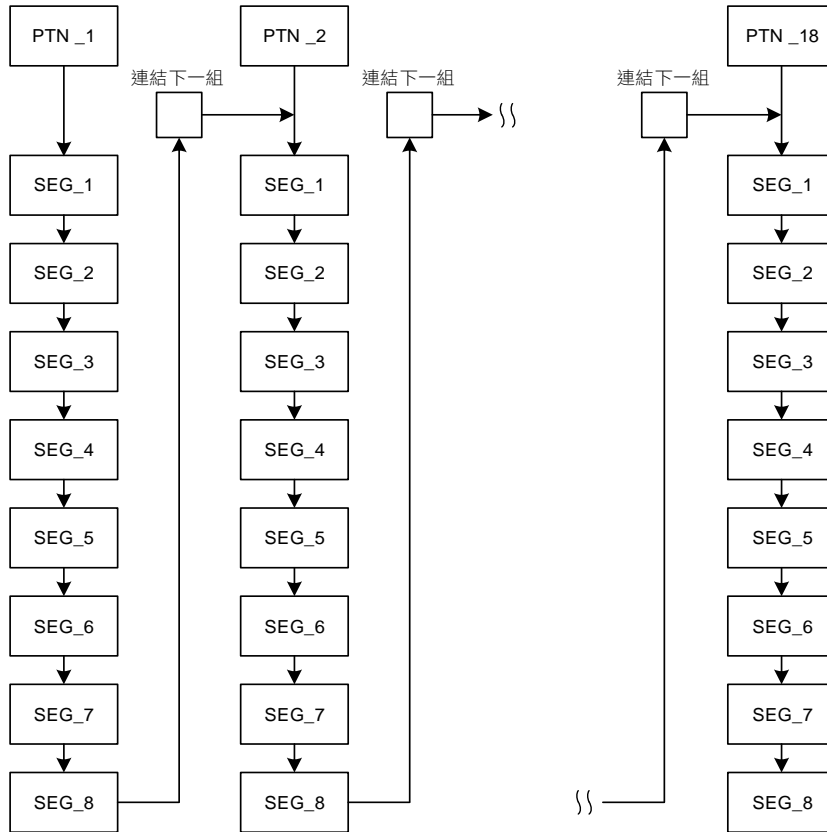 PTN _1
PTN _2
PTN _18
連結下一組
連結下一組
連結下一組
SEG_1
SEG_2
SEG_3
SEG_4
SEG_5
SEG_6
SEG_7
SEG_8
SEG_1
SEG_2
SEG_3
SEG_4
SEG_5
SEG_6
SEG_7
SEG_8
SEG_1
SEG_2
SEG_3
SEG_4
SEG_5
SEG_6
SEG_7
SEG_8